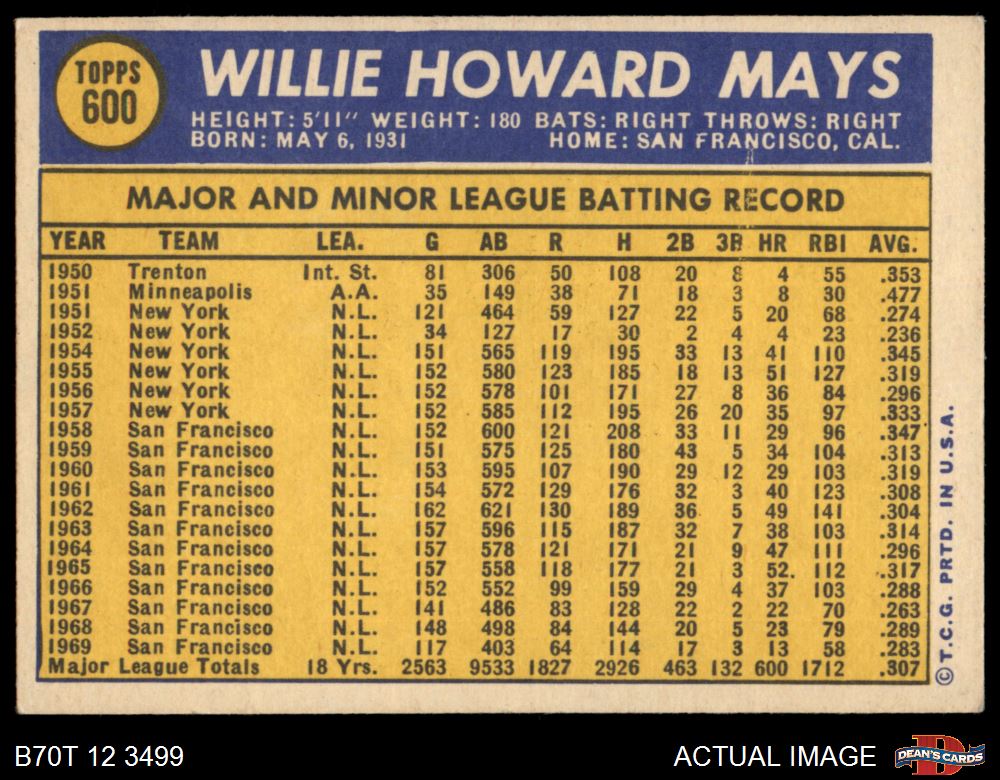 TOPPS
600
WILLIE HOWARD MAYS
HEIGHT: 5'11" WEIGHT: 180 BATS: RIGHT THROWS: RIGHT
BORN: MAY 6, 1931 HOME: SAN FRANCISCO, CAL.
MAJOR AND MINOR LEAGUE BATTING RECORD
YEAR TEAM LEA. G AB R H 2B 3B HR RBI AVG.
1950 Trenton Int. St. 81 306 50 108 20 8 4 55 .353
1951 Minneapolis A.A. 35 149 38 71 18 3 8 30 .477
1951 New York N.L. 121 464 59 127 22 5 20 68 .274
1952 New York N.L. 34 127 17 30 2 4 4 23 .236
1954 New York N.L. 151 565 119 195 33 13 41 110 .345
1955 New York N.L. 152 580 123 185 18 13 51 127 .319
1956 New York N.L. 152 578 101 171 27 8 36 84 .296
1957 New York N.L. 152 585 112 195 26 20 35 97 .333
1958 San Francisco N.L. 152 600 121 208 33 11 29 96 .347
1959 San Francisco N.L. 151 575 125 180 43 5 34 104 .313
1960 San Francisco N.L. 153 595 107 190 29 12 29 103 .319
1961 San Francisco N.L. 154 572 129 176 32 3 40 123 .308
1962 San Francisco N.L. 162 621 130 189 36 5 49 141 .304
1963 San Francisco N.L. 157 596 115 187 32 7 38 103 .314
1964 San Francisco N.L. 157 578 121 171 21 9 47 111 .296
1965 San Francisco N.L. 157 558 118 177 21 3 52. 112 .317
1966 San Francisco N.L. 152 552 99 159 29 4 37 103 .288
1967 San Francisco N.L. 141 486 83 128 22 2 22 70 .263
1968 San Francisco N.L. 148 498 84 144 20 5 23 79 .289
1969 San Francisco N.L. 117 403 64 114 17 3 13 58 .283
Major League Totals 18 Yrs. 2563 9533 1827 2926 463 132 600 1712 .307
© T.C.G. PRTD. IN U.S.A.
B70T 12 3499
ACTUAL IMAGE
DEAN'S CARDS